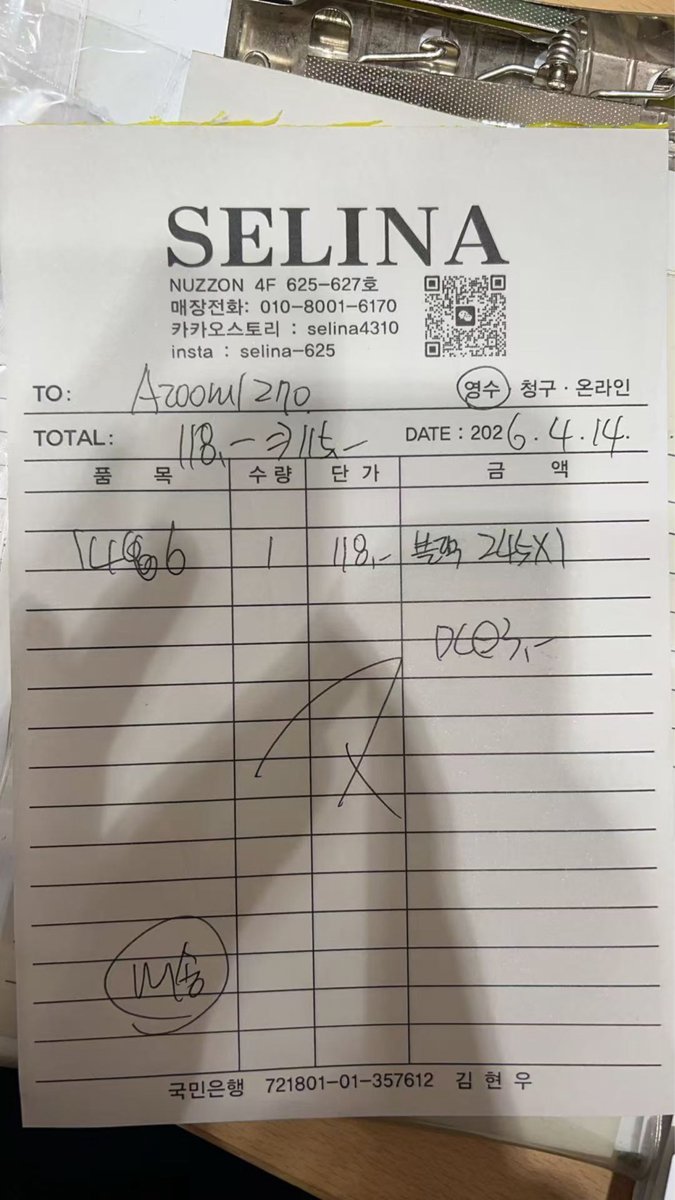 SELINA
NUZZON 4F 625-627호
매장전화: 010-8001-6170
카카오스토리 : selina4310
insta : selina-625
TO: 영수 청구 · 온라인
TOTAL: 118,- ⇒ 115,- DATE : 2026.4.14.
품 목 수 량 단 가 금 액
1 118,- 블랙 245X1
DC⊖3,-
국민은행 721801-01-357612 김 현 우